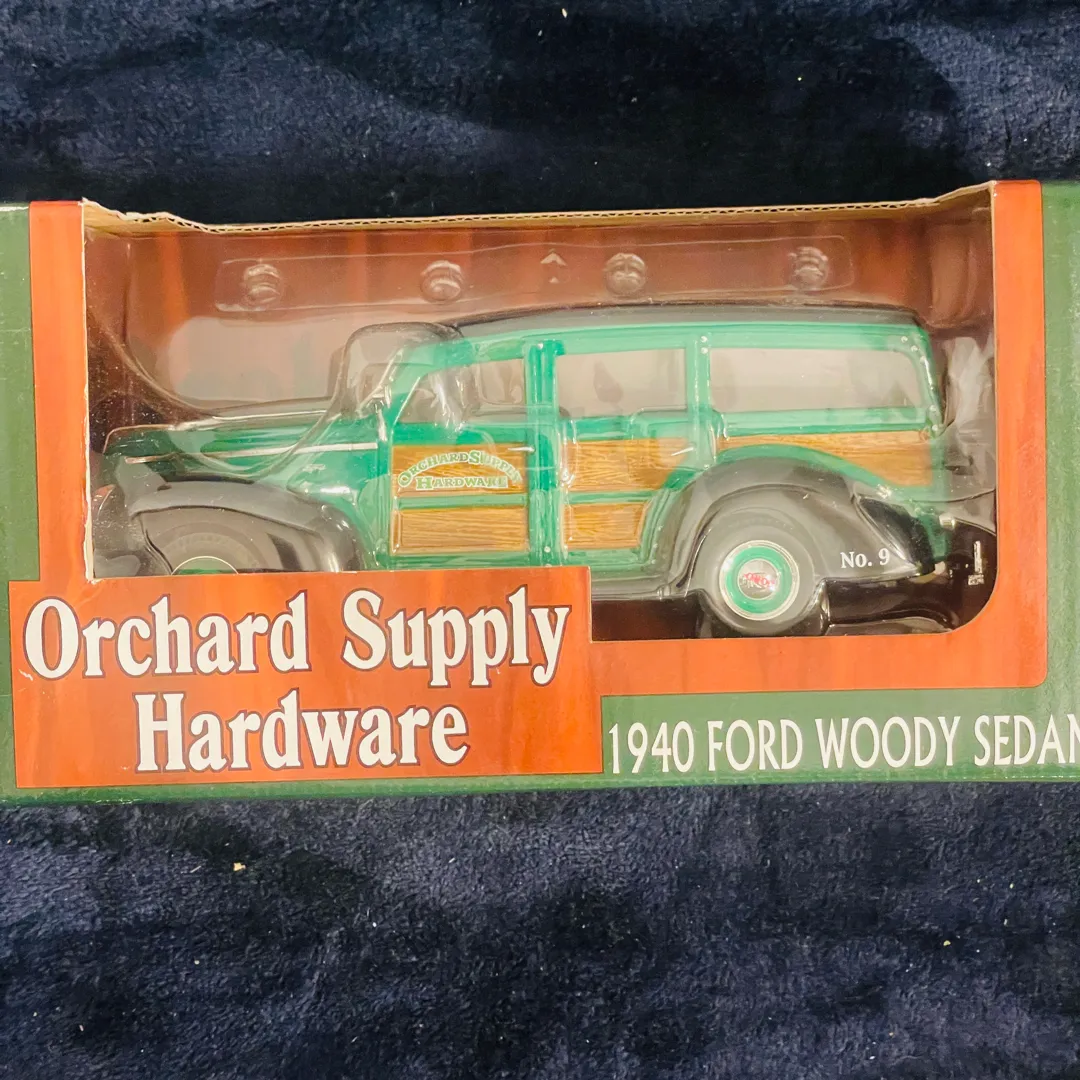 ORCHARD SUPPLY
HARDWARE
No. 9
Orchard Supply
Hardware
1940 FORD WOODY SEDAN